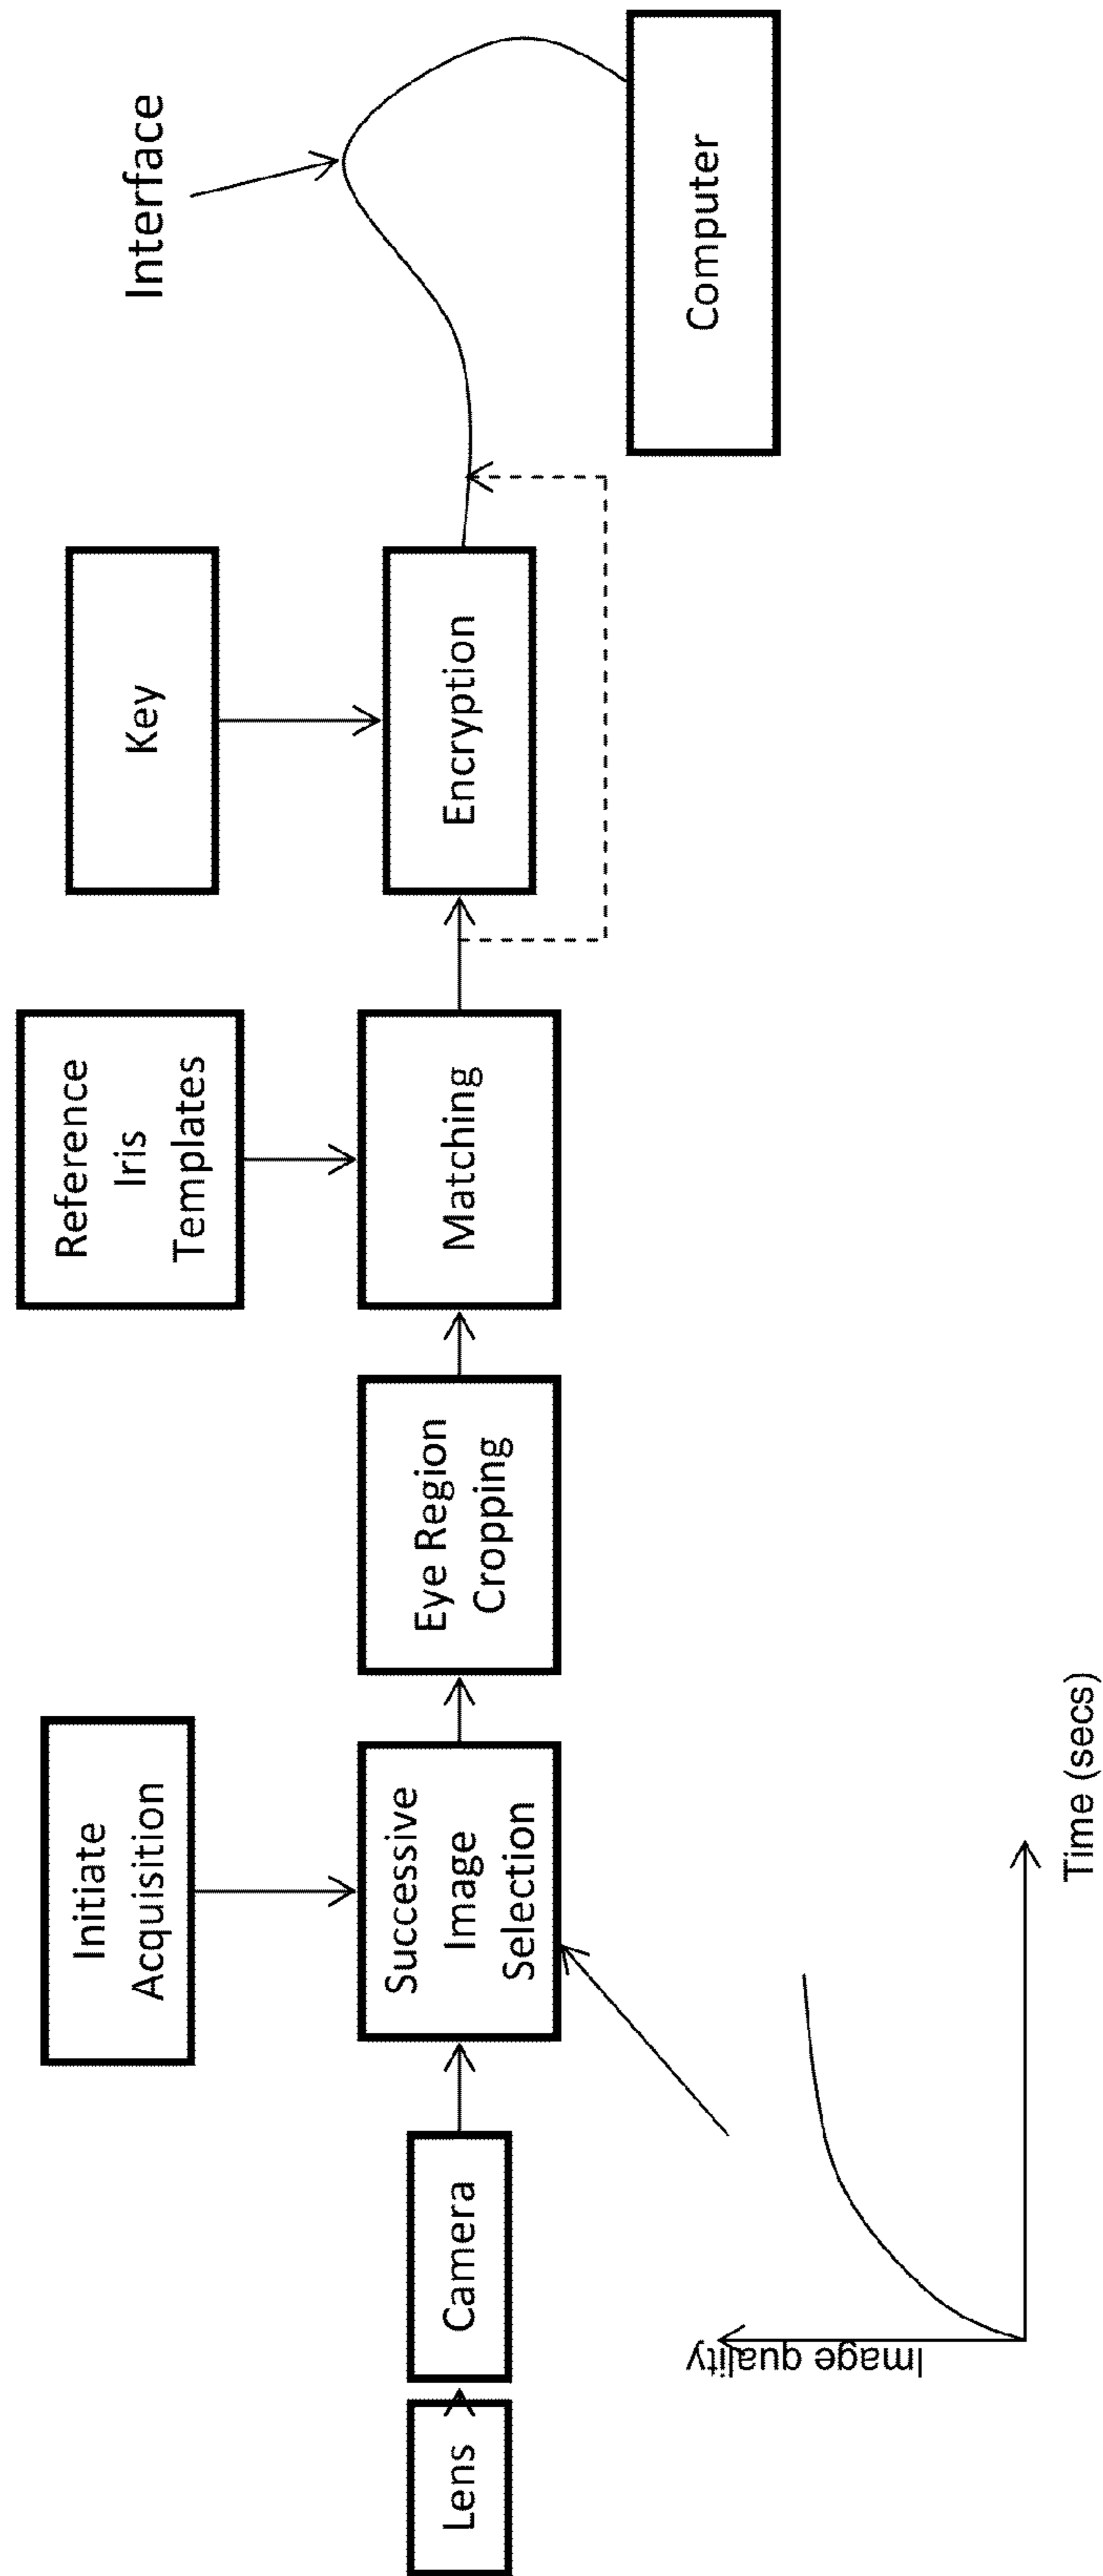 Interface
Initiate
Acquisition
Reference
Iris
Templates
Key
Lens
Camera
Successive
Image
Selection
Eye Region
Cropping
Matching
Encryption
Computer
Image quality
Time (secs)